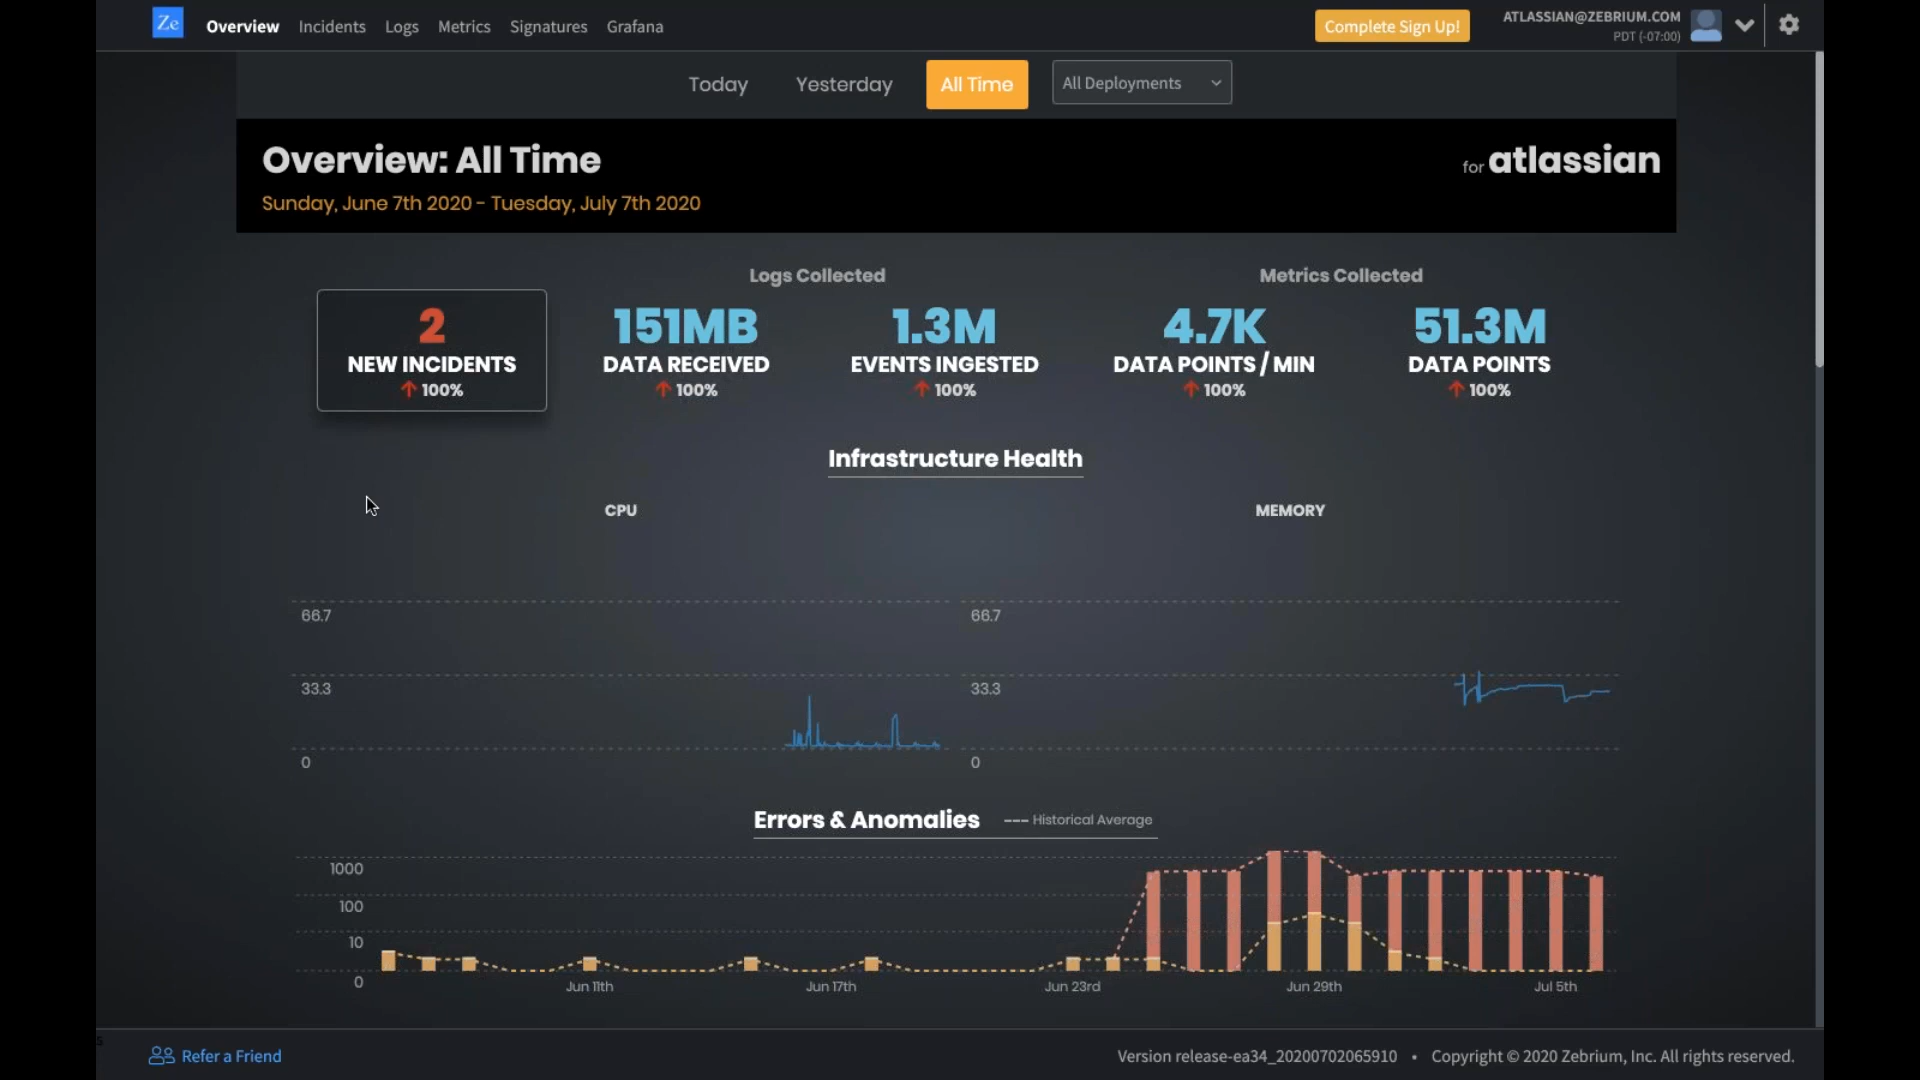 Ze Overview Incidents Logs Metrics Signatures Grafana Complete Sign Up! ATLASSIAN@ZEBRIUM.COM
PDT (-07:00)
Today Yesterday All Time All Deployments
Overview: All Time
for atlassian
Sunday, June 7th 2020 - Tuesday, July 7th 2020
Logs Collected Metrics Collected
2 151MB 1.3M 4.7K 51.3M
NEW INCIDENTS DATA RECEIVED EVENTS INGESTED DATA POINTS / MIN DATA POINTS
100% 100% 100% 100% 100%
Infrastructure Health
CPU MEMORY
66.7 66.7
33.3 33.3
0 0
Errors & Anomalies --- Historical Average
1000
100
10
0
Jun 11th Jun 17th Jun 23rd Jun 29th Jul 5th
s
Refer a Friend Version release-ea34_20200702065910 • Copyright © 2020 Zebrium, Inc. All rights reserved.